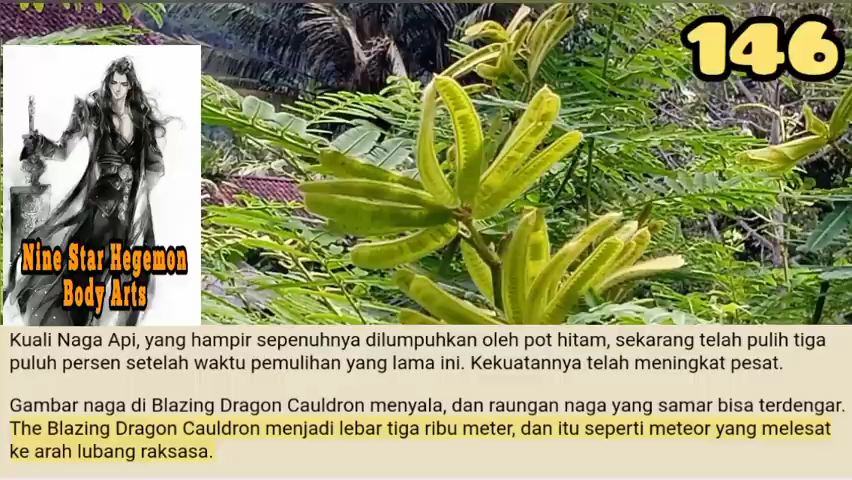 146
Nine Star Hegemon
Body Arts
Kuali Naga Api, yang hampir sepenuhnya dilumpuhkan oleh pot hitam, sekarang telah pulih tiga
puluh persen setelah waktu pemulihan yang lama ini. Kekuatannya telah meningkat pesat.
Gambar naga di Blazing Dragon Cauldron menyala, dan raungan naga yang samar bisa terdengar.
The Blazing Dragon Cauldron menjadi lebar tiga ribu meter, dan itu seperti meteor yang melesat
ke arah lubang raksasa.